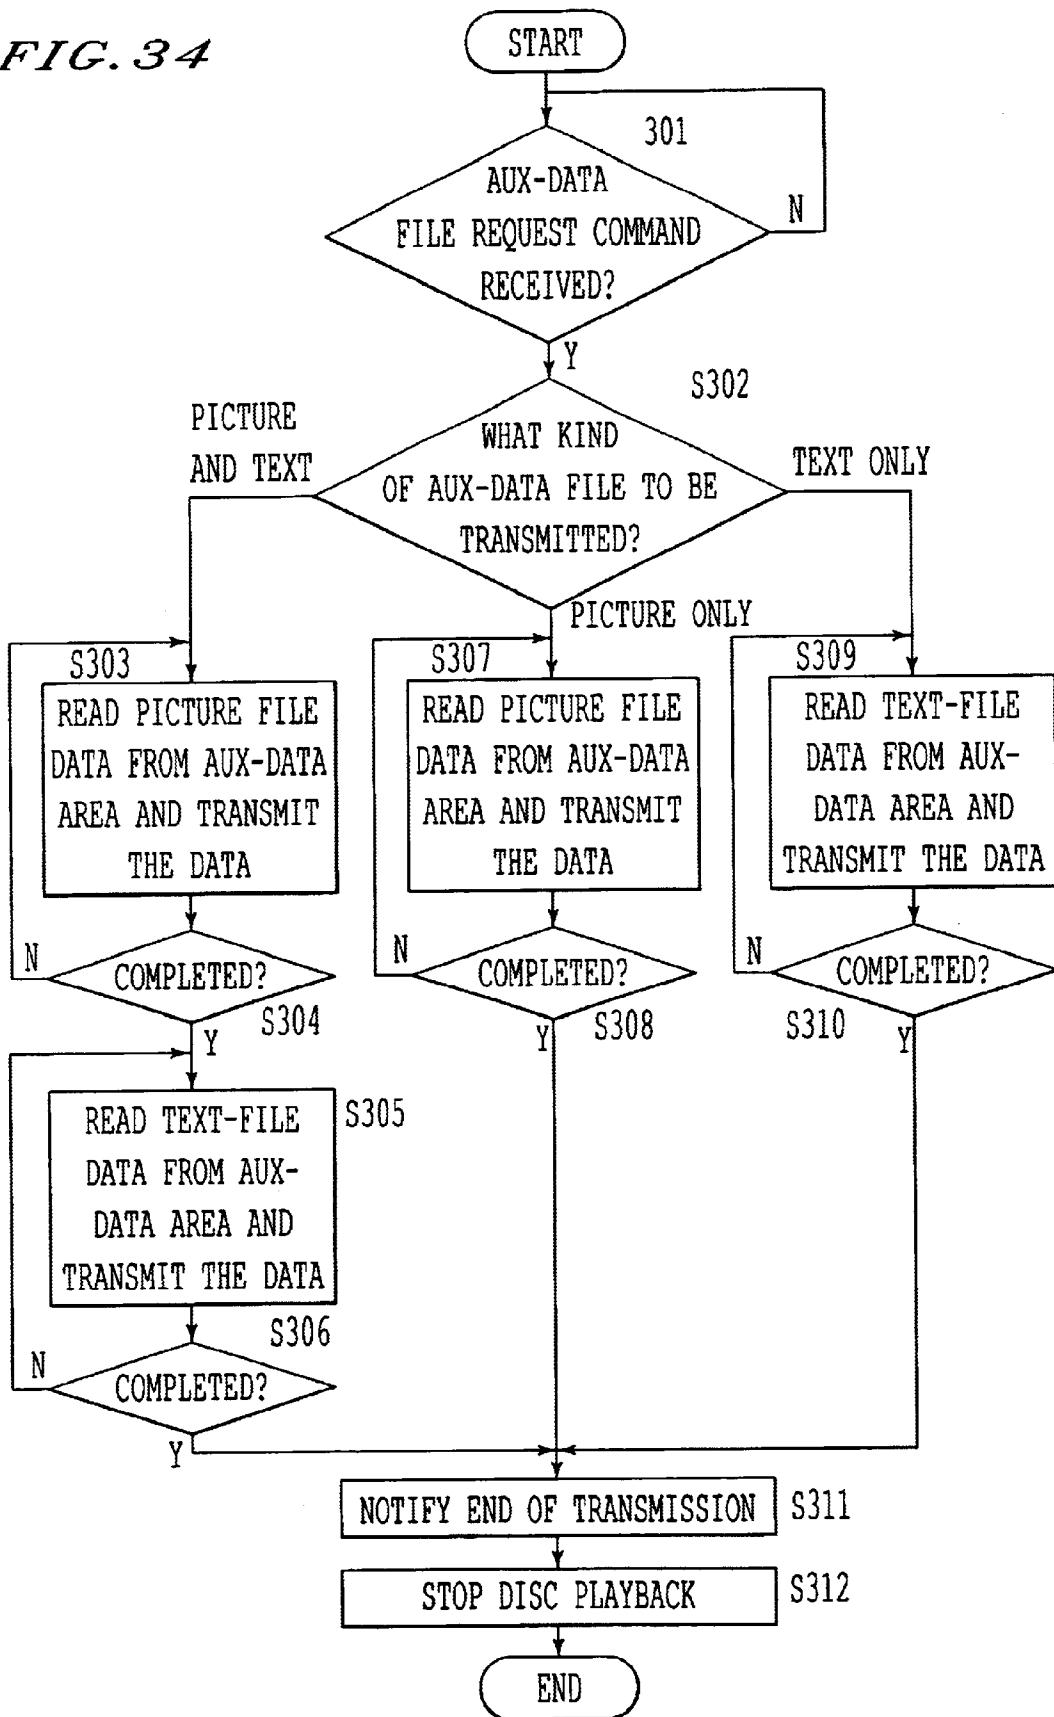 FIG. 34
START
301
AUX-DATA
FILE REQUEST COMMAND
RECEIVED?
N
Y
S302
WHAT KIND
OF AUX-DATA FILE TO BE
TRANSMITTED?
PICTURE
AND TEXT
TEXT ONLY
PICTURE ONLY
S303
READ PICTURE FILE
DATA FROM AUX-DATA
AREA AND TRANSMIT
THE DATA
S307
READ PICTURE FILE
DATA FROM AUX-DATA
AREA AND TRANSMIT
THE DATA
S309
READ TEXT-FILE
DATA FROM AUX-
DATA AREA AND
TRANSMIT THE DATA
N
COMPLETED?
S304
Y
N
COMPLETED?
S308
Y
N
COMPLETED?
S310
Y
READ TEXT-FILE
DATA FROM AUX-
DATA AREA AND
TRANSMIT THE DATA
S305
S306
N
COMPLETED?
Y
NOTIFY END OF TRANSMISSION
S311
STOP DISC PLAYBACK
S312
END